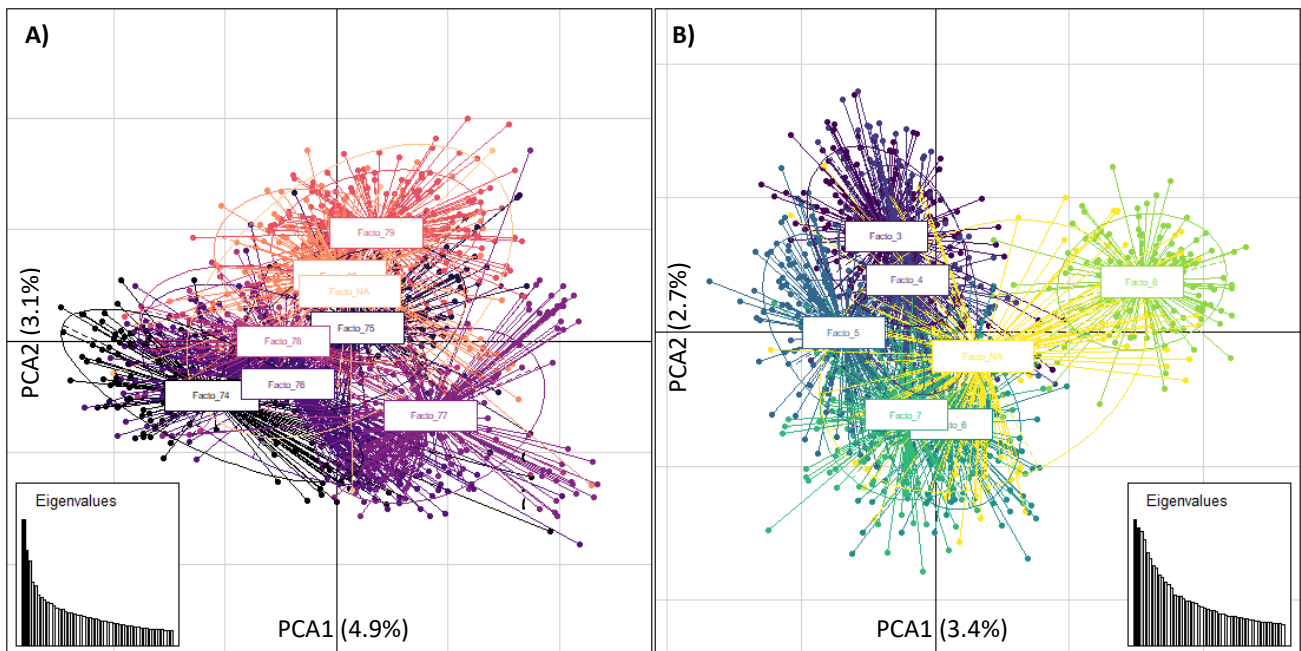 A)
Facto_79
Facto_NA
Facto_75
Facto_78
Facto_76
Facto_74
Facto_77
PCA2 (3.1%)
Eigenvalues
PCA1 (4.9%)
B)
Facto_3
Facto_4
Facto_5
Facto_8
Facto_NA
Facto_7
_6
PCA2 (2.7%)
Eigenvalues
PCA1 (3.4%)